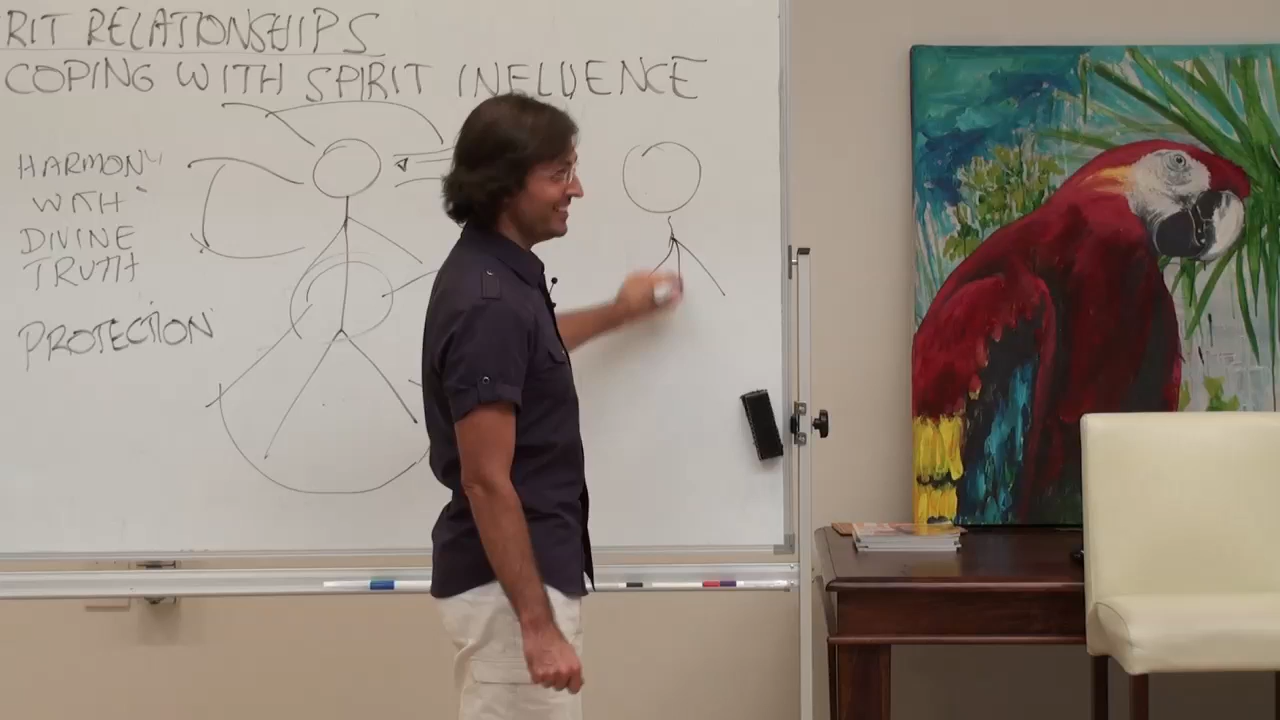 RIT RELATIONSHIPS
COPING WITH SPIRIT INFLUENCE
HARMONY
WITH
DIVINE
TRUTH
PROTECTION